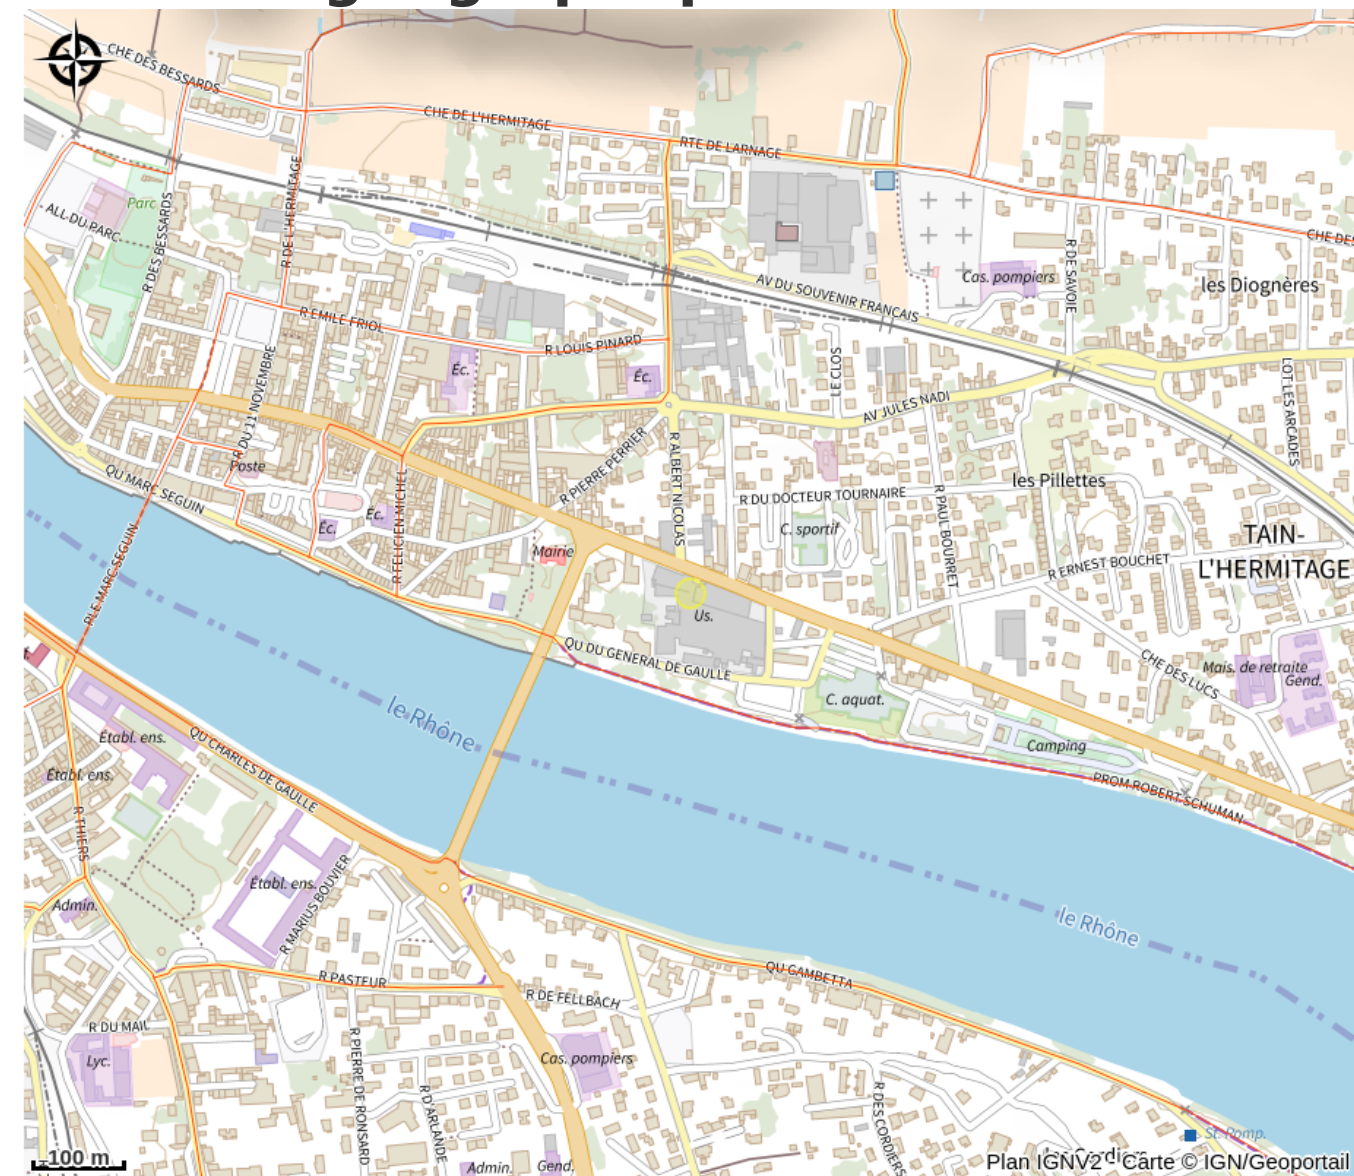 CHE DES BESSARDS
CHE DE L'HERMITAGE
RTE DE LARNAGE
R DE L'HERMITAGE
Parc
ALL DU PARC
R DES BESSARDS
CHE DES
R DE SAVOIE
Cas. pompiers
les Diognères
AV DU SOUVENIR FRANCAIS
R EMILE FRIOL
R LOUIS PINARD
Éc.
Éc.
LE CLOS
LOT LES ARCADES
R DU 11 NOVEMBRE
AV JULES NADI
Poste
QU MARC SEGUIN
R PIERRE PERRIER
R ALBERT NICOLAS
R DU DOCTEUR TOURNAIRE
les Pillettes
R PAUL BOURRET
Éc.
Éc.
R FELICIEN MICHEL
C. sportif
Mairie
TAIN-
L'HERMITAGE
R ERNEST BOUCHET
PLE MARC SEGUIN
Us.
QU DU GENERAL DE GAULLE
CHE DES LUCS
Mais. de retraite
Gend.
C. aquat.
le Rhône
Établ. ens.
QU CHARLES DE GAULLE
Camping
Établ. ens.
PROM ROBERT SCHUMAN
R THIERS
Établ. ens.
R MARIUS BOUVIER
Admin.
le Rhône
R PASTEUR
QU GAMBETTA
R DE FELLBACH
R DU MAIL
Lyc.
R PIERRE DE RONSARD
Cas. pompiers
R D'ARLANDE
R DES CORDIERS
St. Pomp.
100 m
Admin.
Gend.
Plan IGNV2 - Carte © IGN/Geoportail